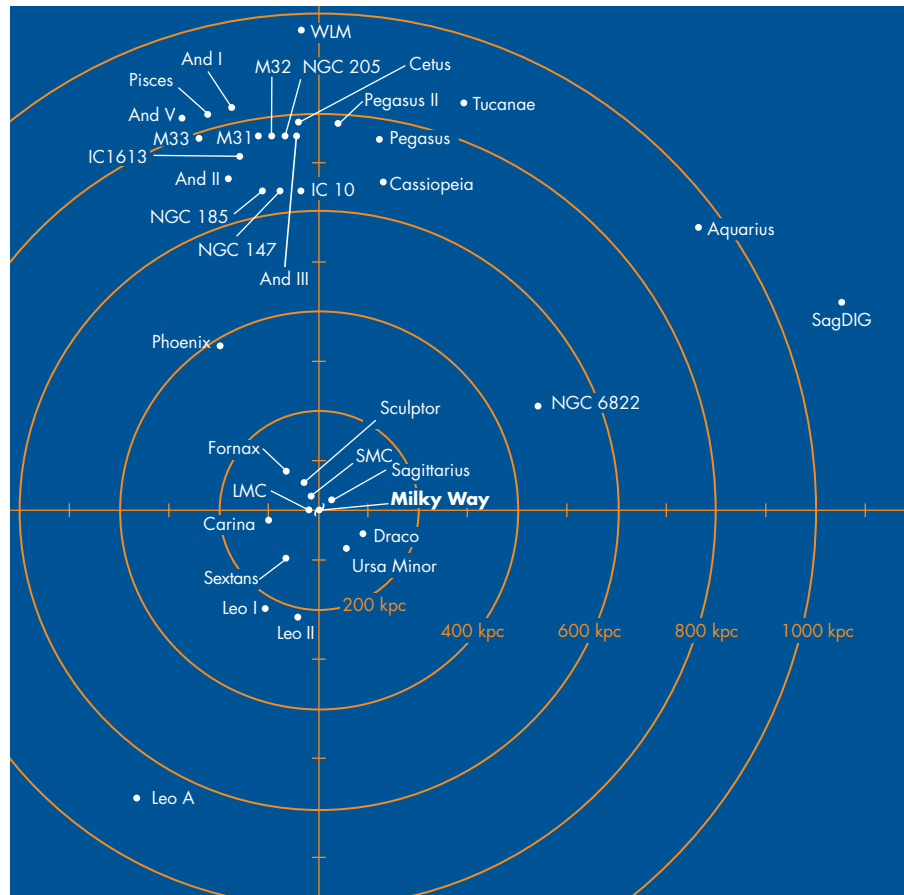 WLM
And I
M32
NGC 205
Cetus
Pisces
Pegasus II
Tucanae
And V
M33
M31
Pegasus
IC1613
And II
IC 10
Cassiopeia
NGC 185
NGC 147
Aquarius
And III
SagDIG
Phoenix
NGC 6822
Sculptor
Fornax
SMC
Sagittarius
LMC
Milky Way
Carina
Draco
Ursa Minor
Sextans
Leo I
200 kpc
Leo II
400 kpc
600 kpc
800 kpc
1000 kpc
Leo A